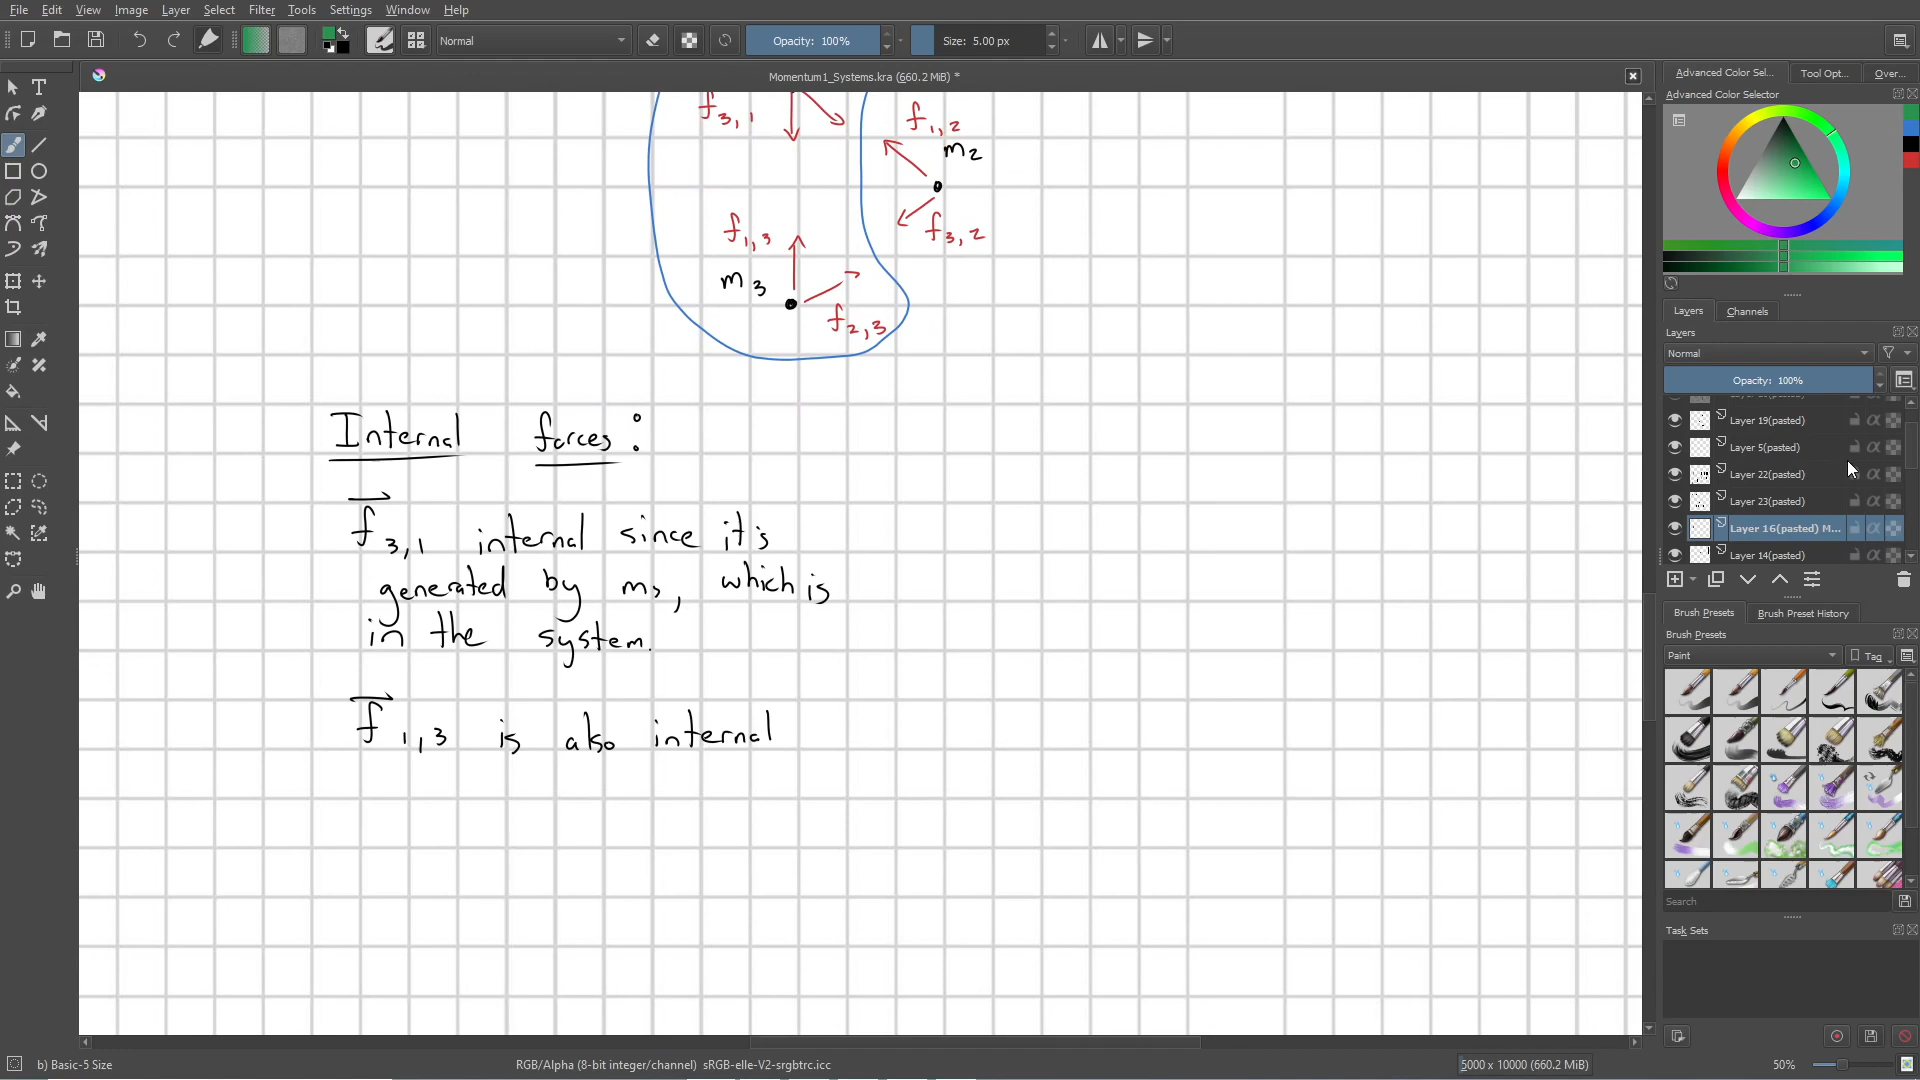 File Edit View Image Layer Select Filter Tools Settings Window Help
Normal
Opacity: 100%
Size: 5.00 px
Momentum1_Systems.kra (660.2 MiB) *
Advanced Color Sel...
Tool Opt...
Over...
Advanced Color Selector
f3,1
f1,2
m2
f1,3
f3,2
m3
f2,3
Internal forces:
f3,1 internal since it's
generated by m3, which is
in the system.
f1,3 is also internal
Layers
Channels
Layers
Normal
Opacity: 100%
Layer 19(pasted)
Layer 5(pasted)
Layer 22(pasted)
Layer 23(pasted)
Layer 16(pasted) M...
Layer 14(pasted)
Brush Presets
Brush Preset History
Brush Presets
Paint
Tag
Search
Task Sets
b) Basic-5 Size
RGB/Alpha (8-bit integer/channel) sRGB-elle-V2-srgbtrc.icc
5000 x 10000 (660.2 MiB)
50%